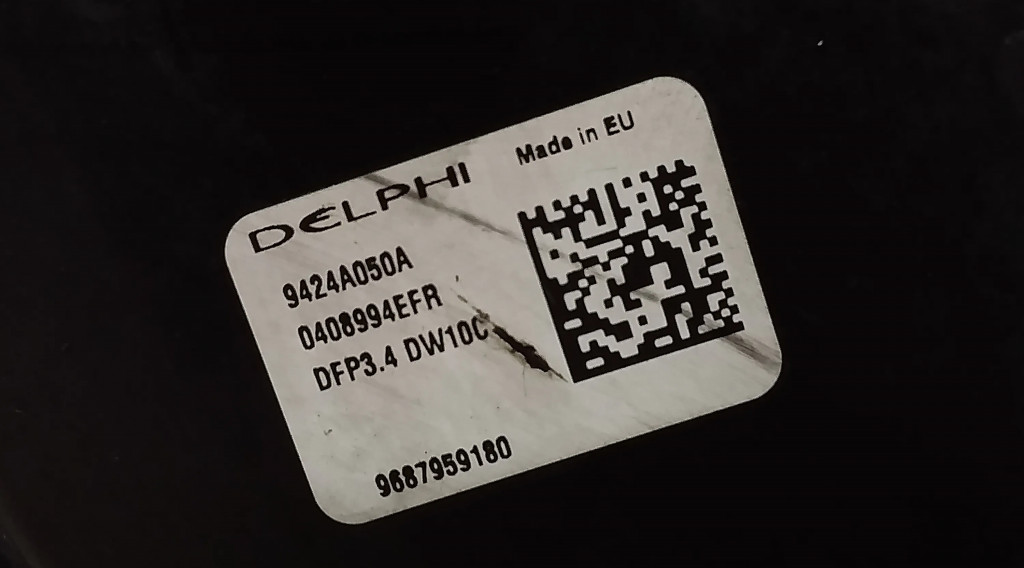 DELPHI
Made in EU
9424A050A
0408994EFR
DFP3.4 DW10C
9687959180